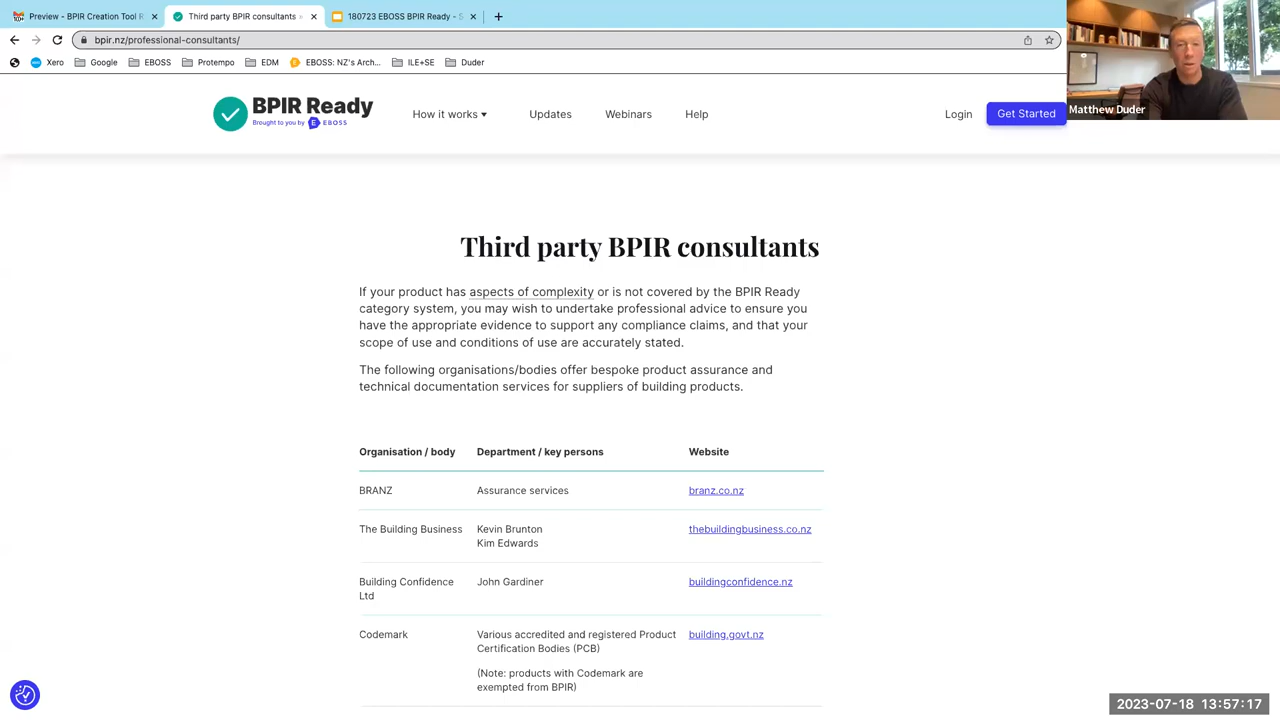 Preview - BPIR Creation Tool R
Third party BPIR consultants »
180723 EBOSS BPIR Ready - S
bpir.nz/professional-consultants/
Xero
Google
EBOSS
Protempo
EDM
EBOSS: NZ's Arch...
ILE+SE
Duder
Matthew Duder
BPIR Ready
Brought to you by EBOSS
How it works
Updates
Webinars
Help
Login
Get Started
Third party BPIR consultants
If your product has aspects of complexity or is not covered by the BPIR Ready
category system, you may wish to undertake professional advice to ensure you
have the appropriate evidence to support any compliance claims, and that your
scope of use and conditions of use are accurately stated.
The following organisations/bodies offer bespoke product assurance and
technical documentation services for suppliers of building products.
Organisation / body Department / key persons Website
BRANZ Assurance services branz.co.nz
The Building Business Kevin Brunton thebuildingbusiness.co.nz
Kim Edwards
Building Confidence John Gardiner buildingconfidence.nz
Ltd
Codemark Various accredited and registered Product building.govt.nz
Certification Bodies (PCB)
(Note: products with Codemark are
exempted from BPIR)
2023-07-18 13:57:17